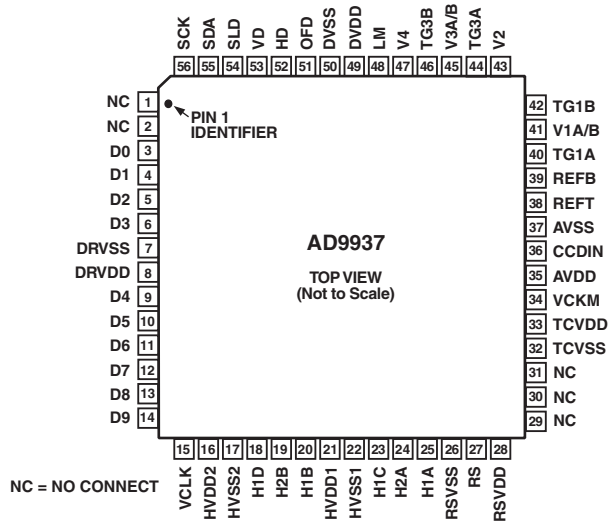 SCK SDA SLD VD HD OFD DVSS DVDD LM V4 TG3B V3A/B TG3A V2
56 55 54 53 52 51 50 49 48 47 46 45 44 43
NC 1
NC 2
D0 3
D1 4
D2 5
D3 6
DRVSS 7
DRVDD 8
D4 9
D5 10
D6 11
D7 12
D8 13
D9 14
PIN 1
IDENTIFIER
AD9937
TOP VIEW
(Not to Scale)
42 TG1B
41 V1A/B
40 TG1A
39 REFB
38 REFT
37 AVSS
36 CCDIN
35 AVDD
34 VCKM
33 TCVDD
32 TCVSS
31 NC
30 NC
29 NC
15 16 17 18 19 20 21 22 23 24 25 26 27 28
VCLK HVDD2 HVSS2 H1D H2B H1B HVDD1 HVSS1 H1C H2A H1A RSVSS RS RSVDD
NC = NO CONNECT